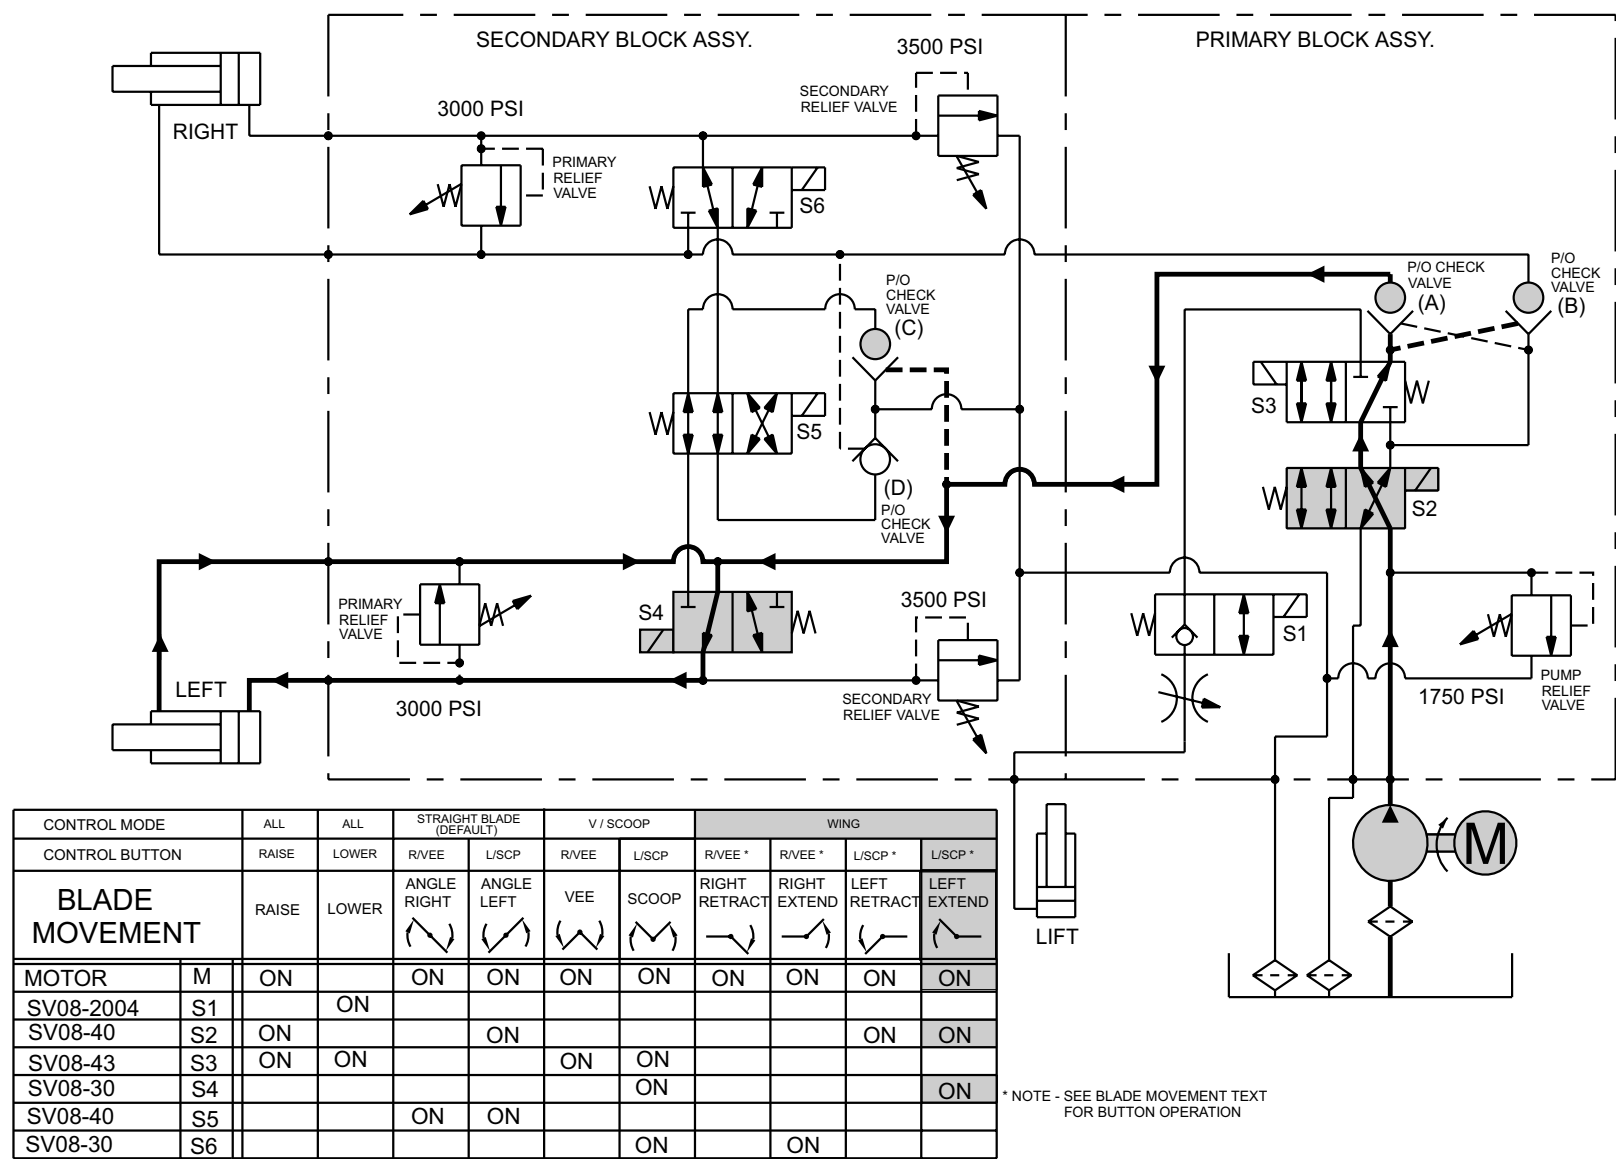 SECONDARY BLOCK ASSY.
3500 PSI
PRIMARY BLOCK ASSY.
SECONDARY
RELIEF VALVE
3000 PSI
RIGHT
PRIMARY
RELIEF
VALVE
S6
P/O
CHECK
VALVE
(C)
P/O CHECK
VALVE
(A)
P/O
CHECK
VALVE
(B)
S3
S5
(D)
P/O
CHECK
VALVE
S2
PRIMARY
RELIEF
VALVE
S4
3500 PSI
S1
LEFT
3000 PSI
SECONDARY
RELIEF VALVE
1750 PSI
PUMP
RELIEF
VALVE
M
LIFT
CONTROL MODE ALL ALL STRAIGHT BLADE (DEFAULT) V / SCOOP WING
CONTROL BUTTON RAISE LOWER R/VEE L/SCP R/VEE L/SCP R/VEE * R/VEE * L/SCP * L/SCP *
BLADE MOVEMENT RAISE LOWER ANGLE RIGHT ANGLE LEFT VEE SCOOP RIGHT RETRACT RIGHT EXTEND LEFT RETRACT LEFT EXTEND
MOTOR M ON ON ON ON ON ON ON ON ON
SV08-2004 S1 ON
SV08-40 S2 ON ON ON ON
SV08-43 S3 ON ON ON ON
SV08-30 S4 ON ON
SV08-40 S5 ON ON
SV08-30 S6 ON ON
* NOTE - SEE BLADE MOVEMENT TEXT
FOR BUTTON OPERATION